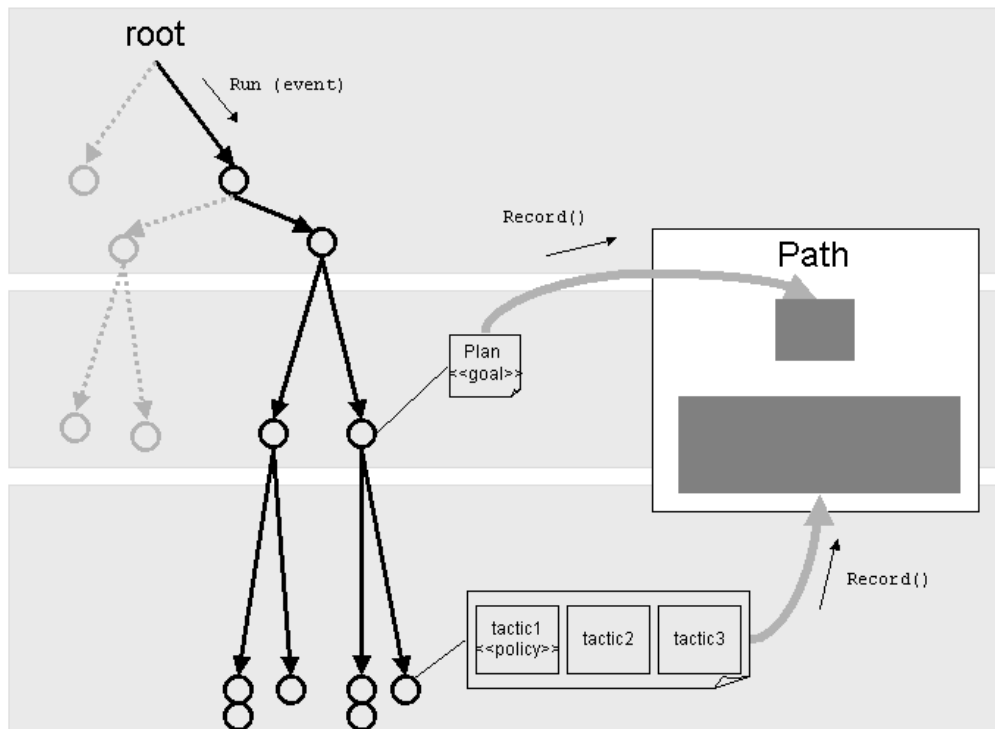 root
Run (event)
Record()
Path
Plan
<<goal>>
tactic1
<<policy>>
tactic2
tactic3
Record()